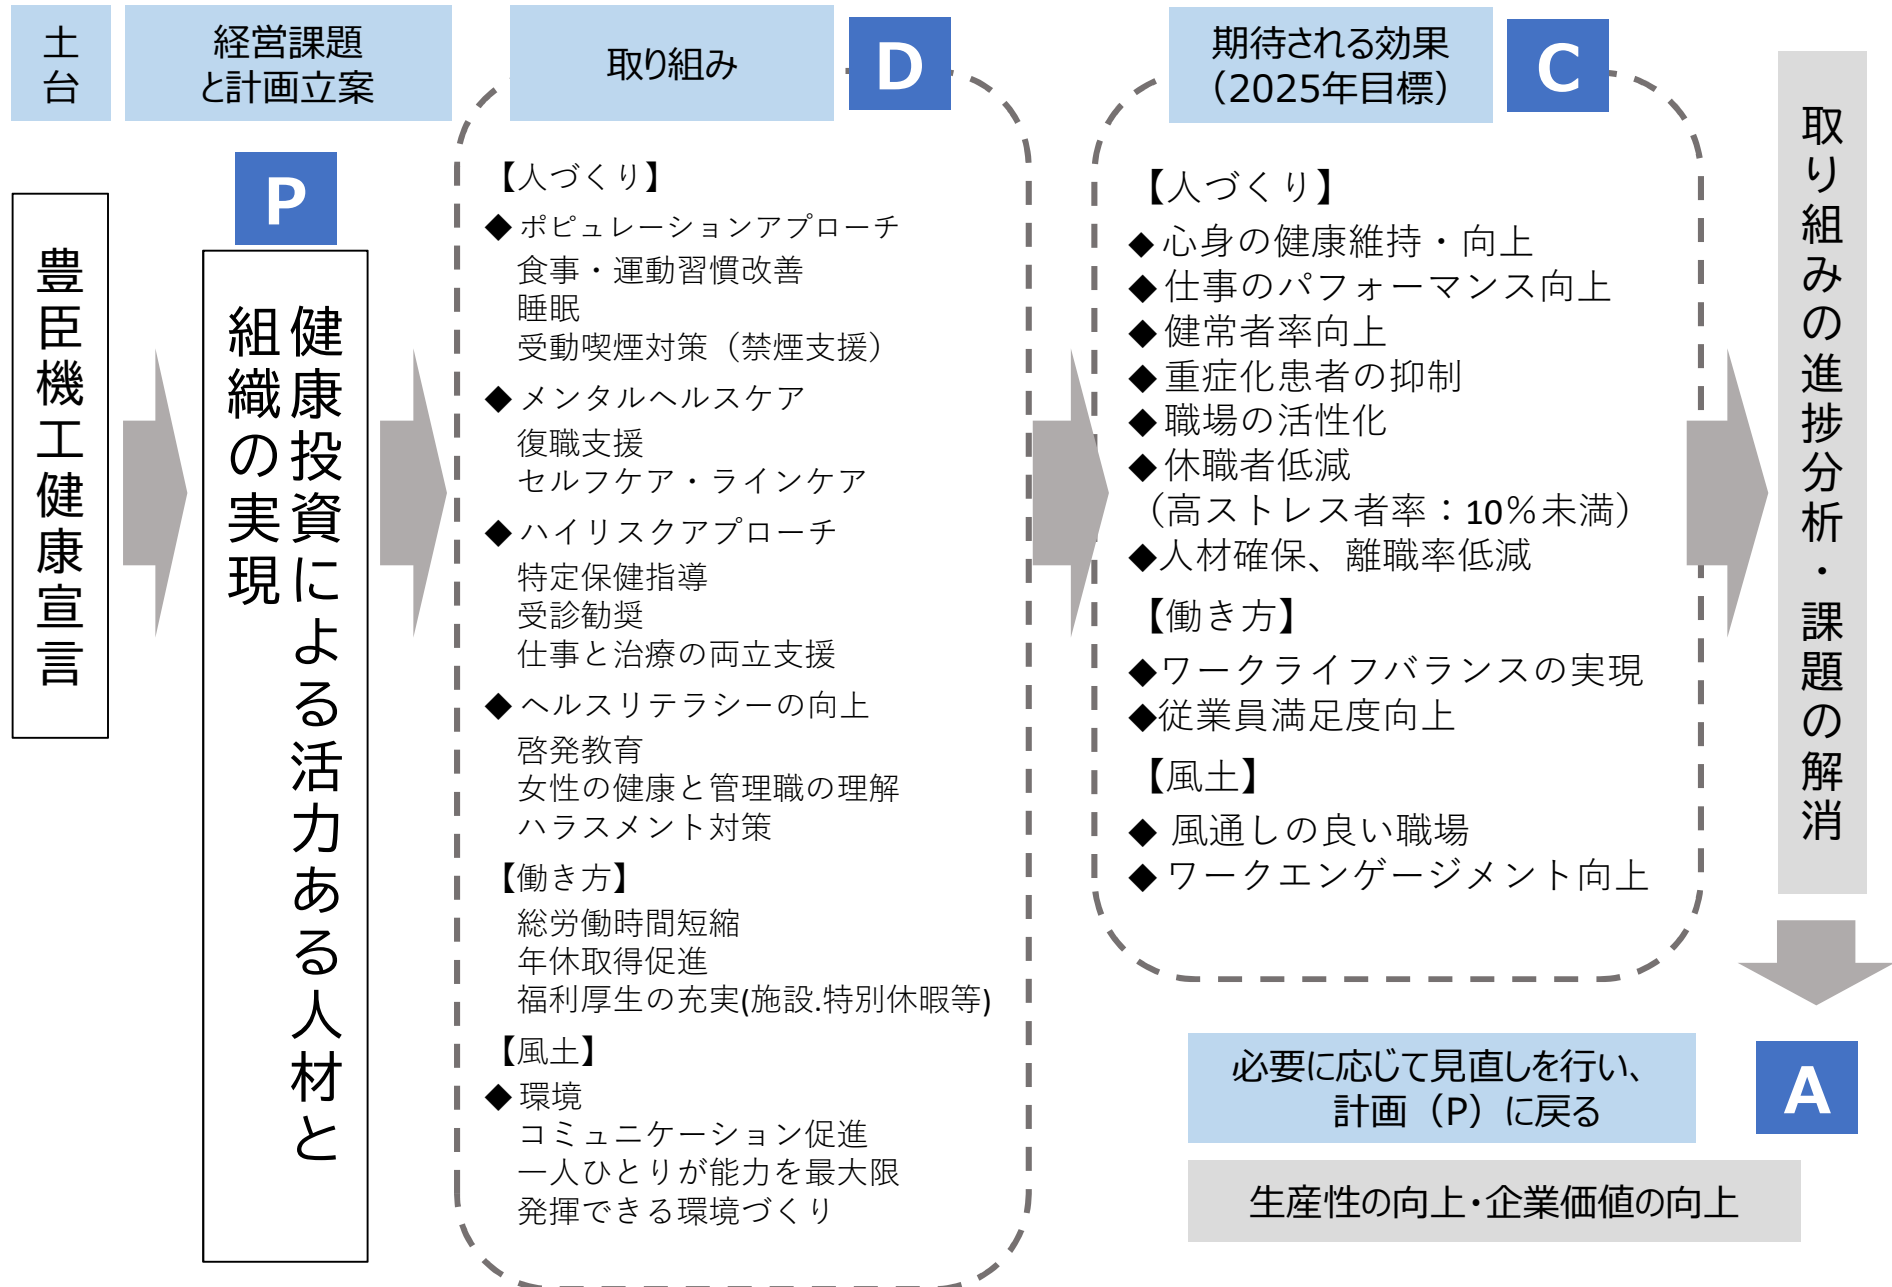 土
台
豊臣機工健康宣言
経営課題
と計画立案
P
健康投資による活力ある人材と
組織の実現
取り組み
D
【人づくり】
◆ ポピュレーションアプローチ
食事・運動習慣改善
睡眠
受動喫煙対策（禁煙支援）
◆ メンタルヘルスケア
復職支援
セルフケア・ラインケア
◆ ハイリスクアプローチ
特定保健指導
受診勧奨
仕事と治療の両立支援
◆ ヘルスリテラシーの向上
啓発教育
女性の健康と管理職の理解
ハラスメント対策
【働き方】
総労働時間短縮
年休取得促進
福利厚生の充実(施設.特別休暇等)
【風土】
◆ 環境
コミュニケーション促進
一人ひとりが能力を最大限
発揮できる環境づくり
期待される効果
（2025年目標）
C
【人づくり】
◆ 心身の健康維持・向上
◆ 仕事のパフォーマンス向上
◆ 健常者率向上
◆ 重症化患者の抑制
◆ 職場の活性化
◆ 休職者低減
（高ストレス者率：10％未満）
◆人材確保、離職率低減
【働き方】
◆ワークライフバランスの実現
◆従業員満足度向上
【風土】
◆ 風通しの良い職場
◆ ワークエンゲージメント向上
取り組みの進捗分析・課題の解消
必要に応じて見直しを行い、
計画（P）に戻る
A
生産性の向上・企業価値の向上